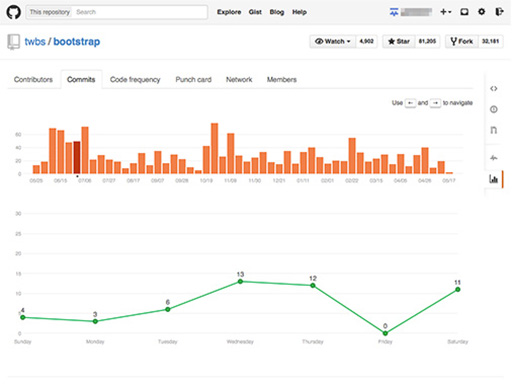 This repository Search Explore Gist Blog Help
twbs / bootstrap Watch 4,902 Star 81,205 Fork 32,181
Contributors Commits Code frequency Punch card Network Members
Use ← and → to navigate
60
40
20
0
06/15 07/06 07/27 08/17 09/07 09/28 10/19 11/09 11/30 12/21 01/11 02/01 02/22 03/15 04/05 04/26 05/17
30
25
20
15
10
5
0
4 3 6 13 12 0 11
Sunday Monday Tuesday Wednesday Thursday Friday Saturday